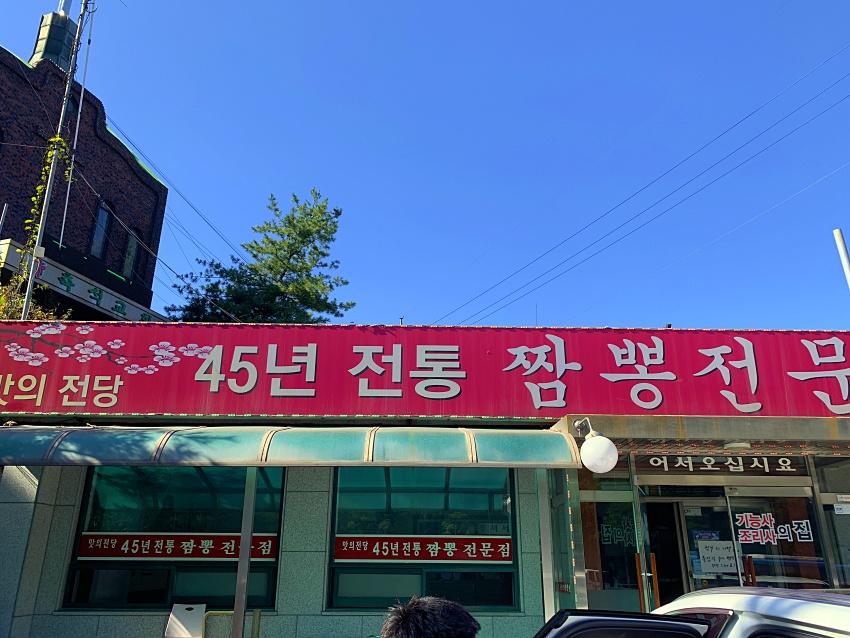 맛의 전당 45년 전통 짬뽕전문
어서오십시요
맛의전당 45년 전통 짬뽕 전문점
맛의전당 45년 전통 짬뽕 전문점
기능사
조리사의집